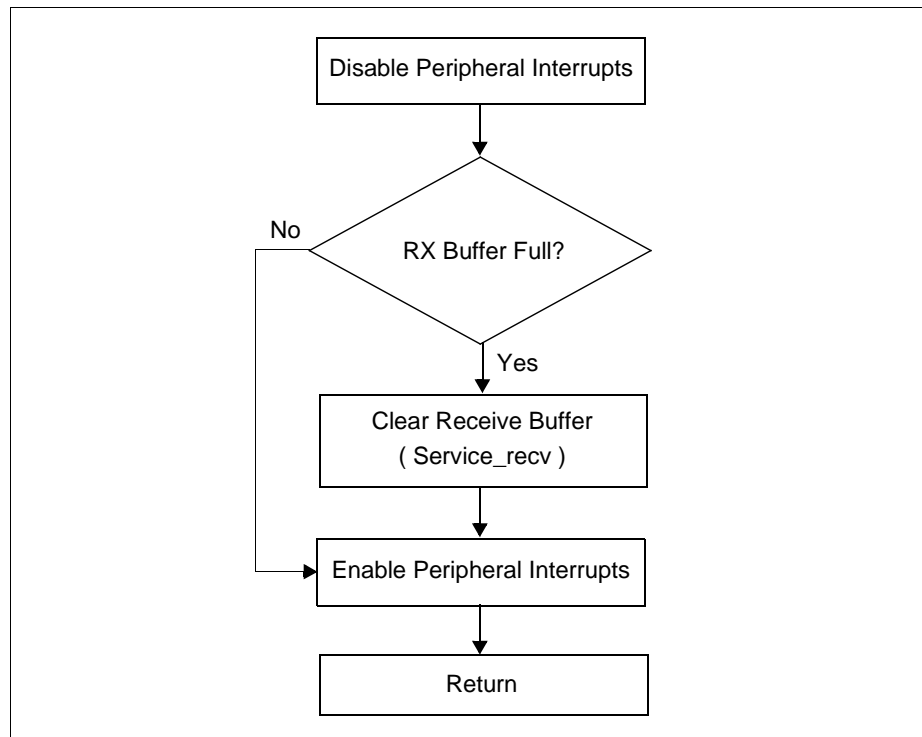 Disable Peripheral Interrupts
No
RX Buffer Full?
Yes
Clear Receive Buffer
( Service_recv )
Enable Peripheral Interrupts
Return